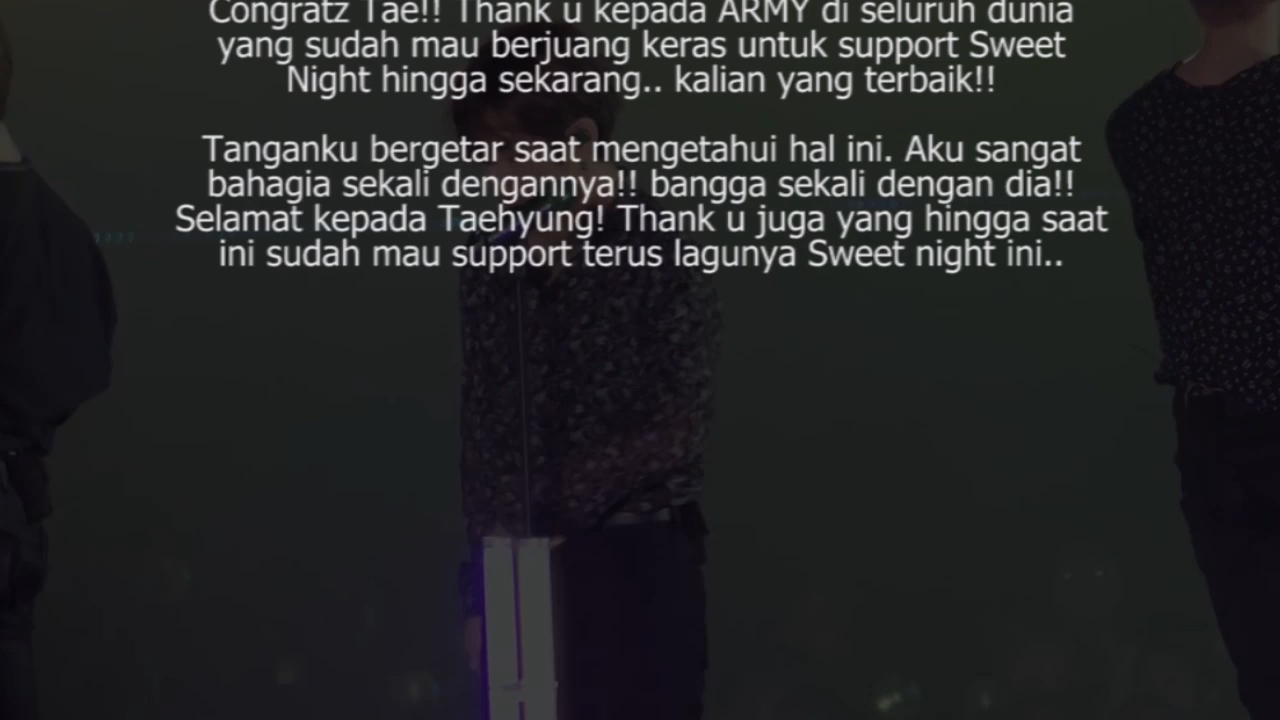 Congratz Tae!! Thank u kepada ARMY di seluruh dunia
yang sudah mau berjuang keras untuk support Sweet
Night hingga sekarang.. kalian yang terbaik!!
Tanganku bergetar saat mengetahui hal ini. Aku sangat
bahagia sekali dengannya!! bangga sekali dengan dia!!
Selamat kepada Taehyung! Thank u juga yang hingga saat
ini sudah mau support terus lagunya Sweet night ini..